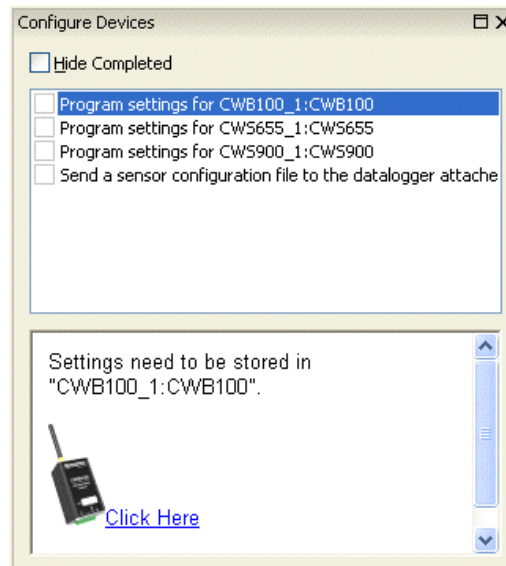 Configure Devices
Hide Completed
Program settings for CWB100_1:CWB100
Program settings for CWS655_1:CWS655
Program settings for CWS900_1:CWS900
Send a sensor configuration file to the datalogger attache
Settings need to be stored in
"CWB100_1:CWB100".
Click Here